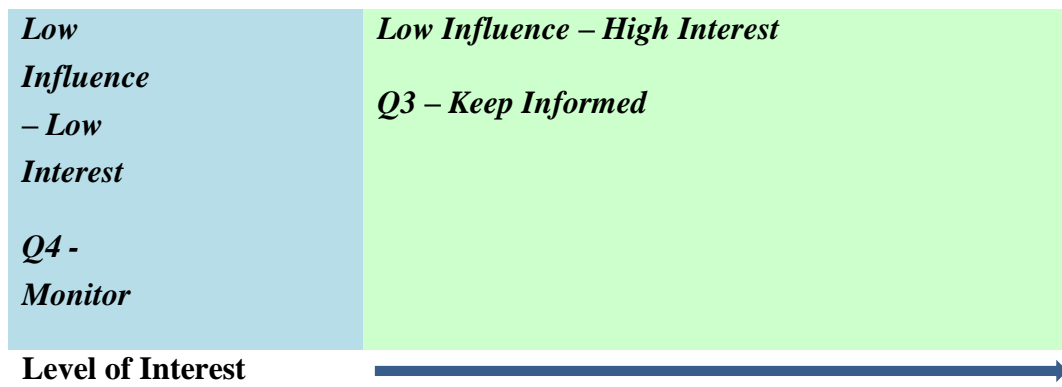 Low
Influence
– Low
Interest
Q4 -
Monitor
Low Influence – High Interest
Q3 – Keep Informed
Level of Interest